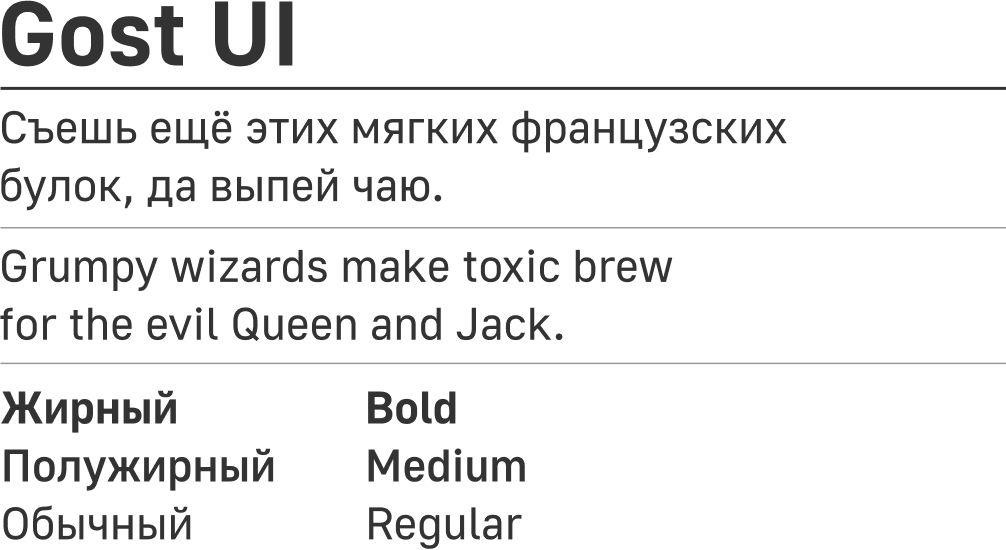 Gost UI
Съешь ещё этих мягких французских
булок, да выпей чаю.
Grumpy wizards make toxic brew
for the evil Queen and Jack.
Жирный Bold
Полужирный Medium
Обычный Regular